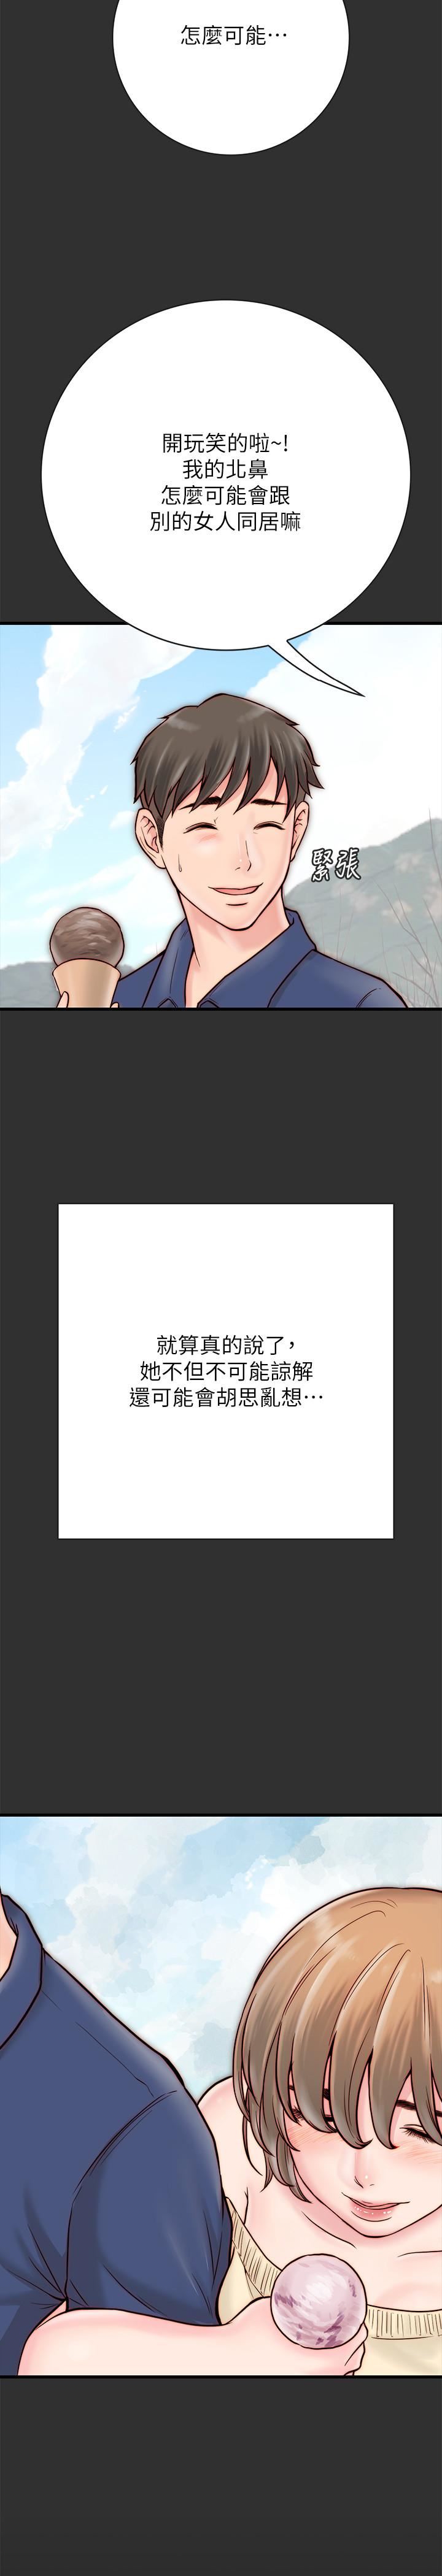 怎麼可能⋯
開玩笑的啦~!
我的北鼻
怎麼可能會跟
別的女人同居嘛
緊張
就算真的說了,
她不但不可能諒解
還可能會胡思亂想⋯